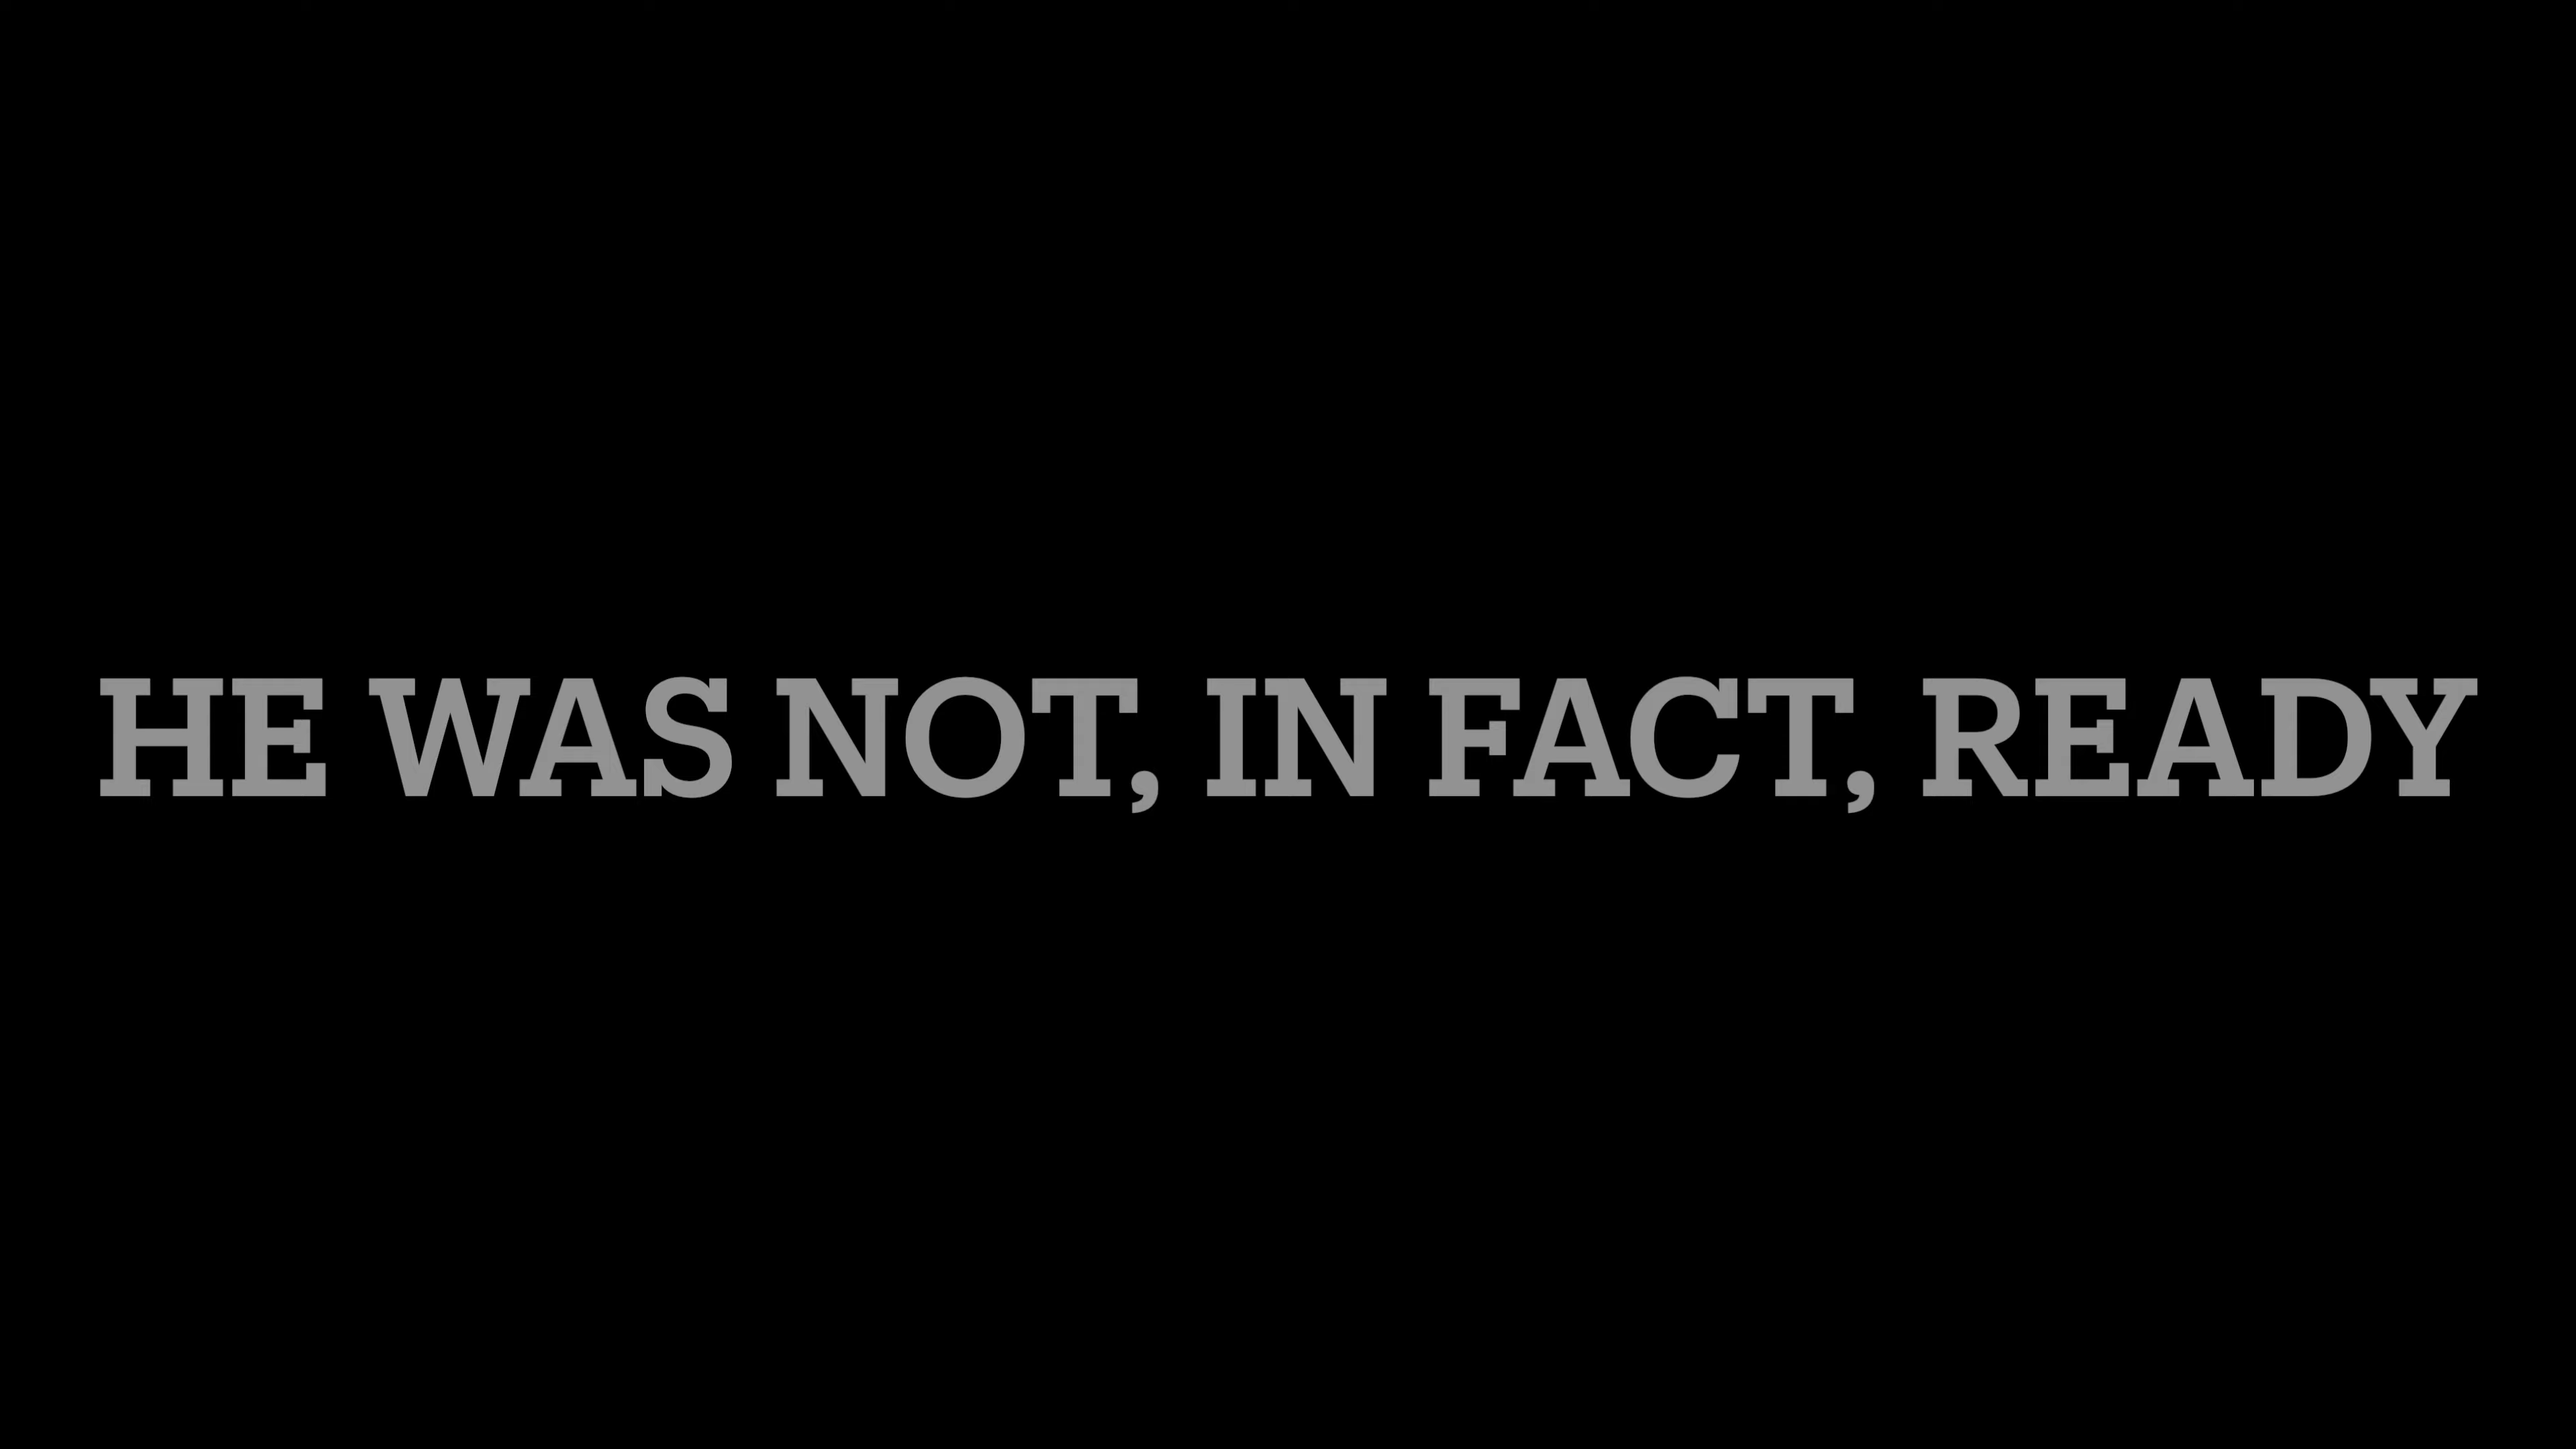 HE WAS NOT, IN FACT, READY